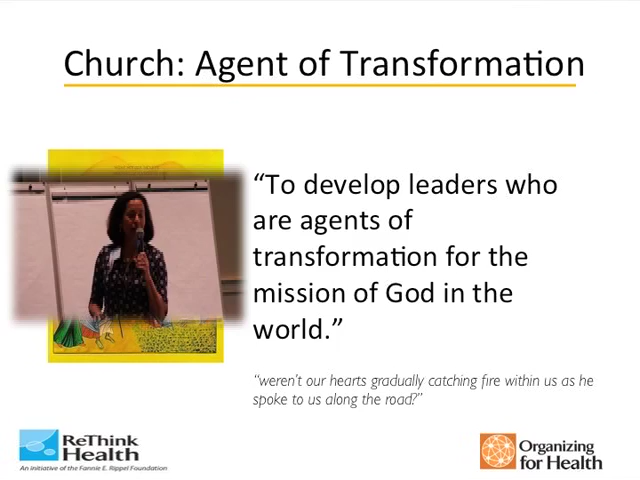 Church: Agent of Transformation
“To develop leaders who
are agents of
transformation for the
mission of God in the
world.”
“weren’t our hearts gradually catching fire within us as he
spoke to us along the road?”
ReThink
Health
An initiative of the Fannie E. Rippel Foundation
Organizing
for Health